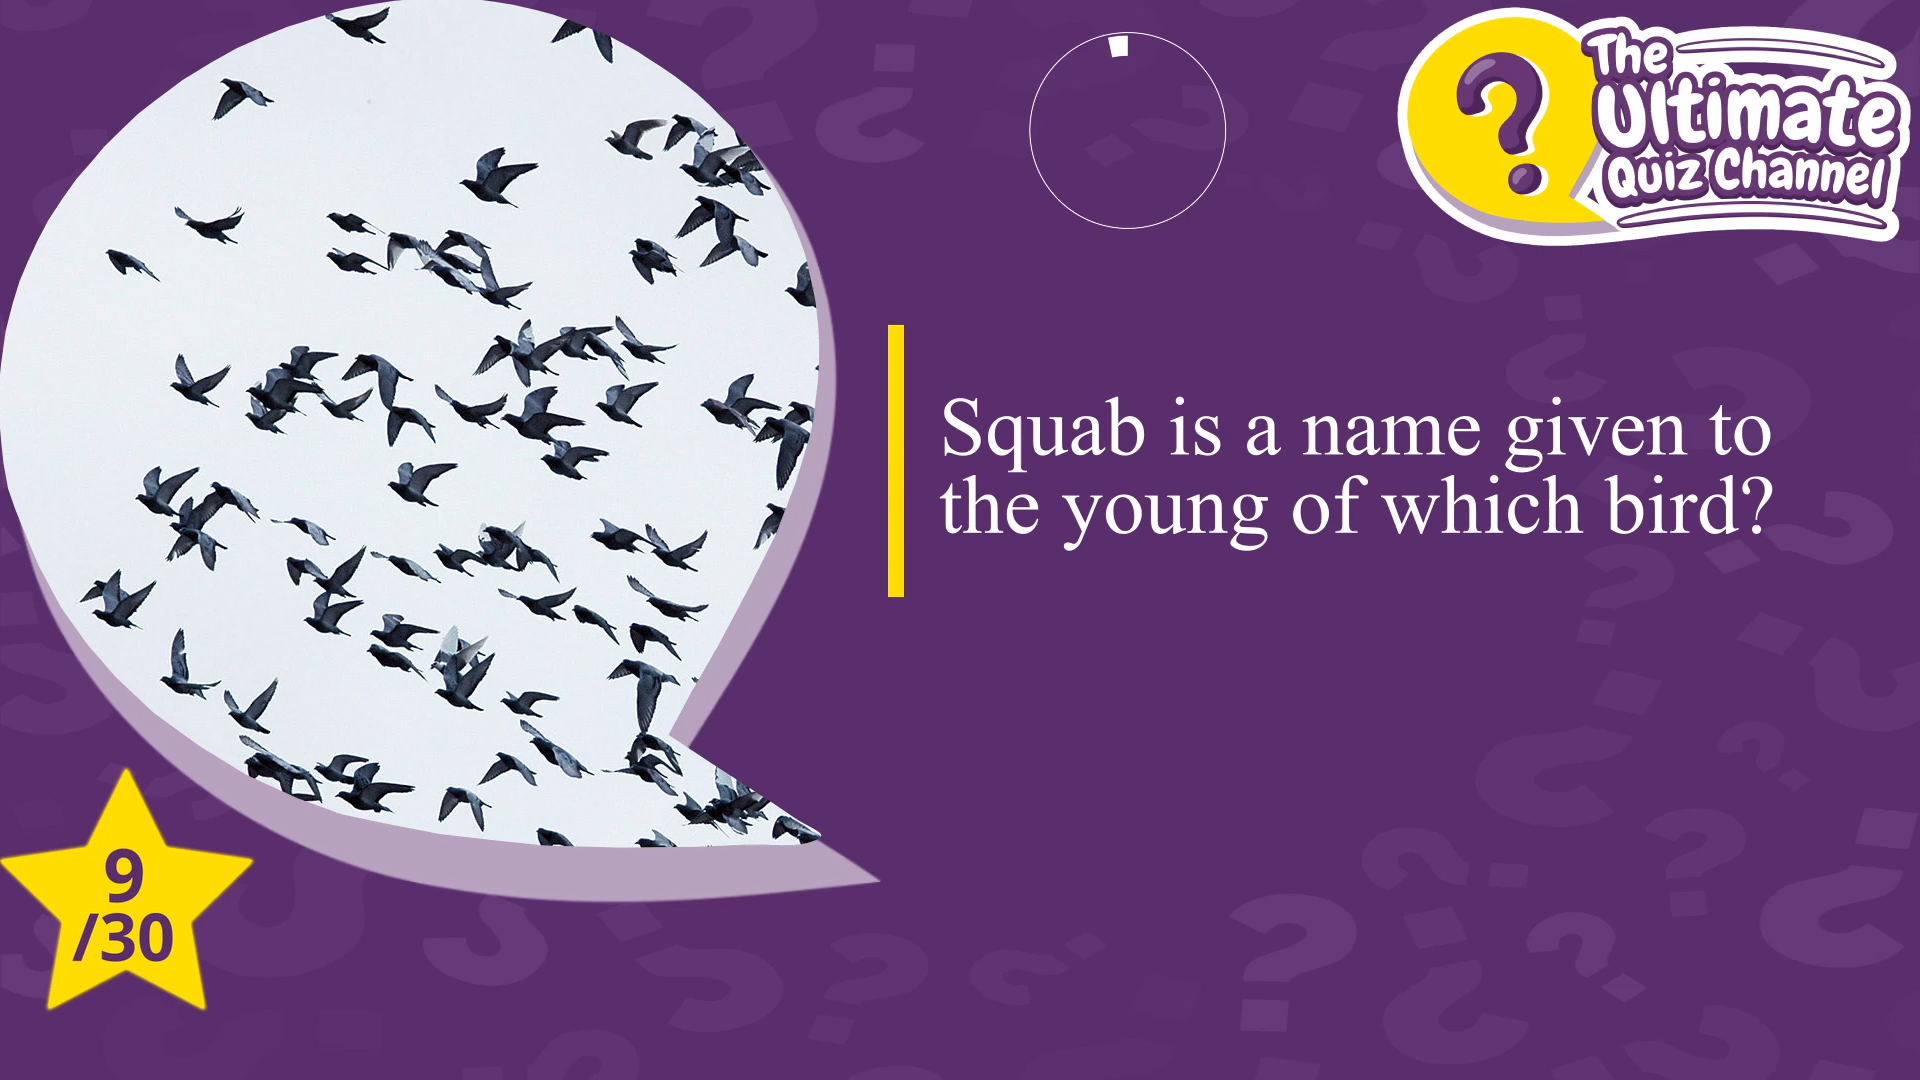 The
Ultimate
Quiz Channel
Squab is a name given to
the young of which bird?
9
/30